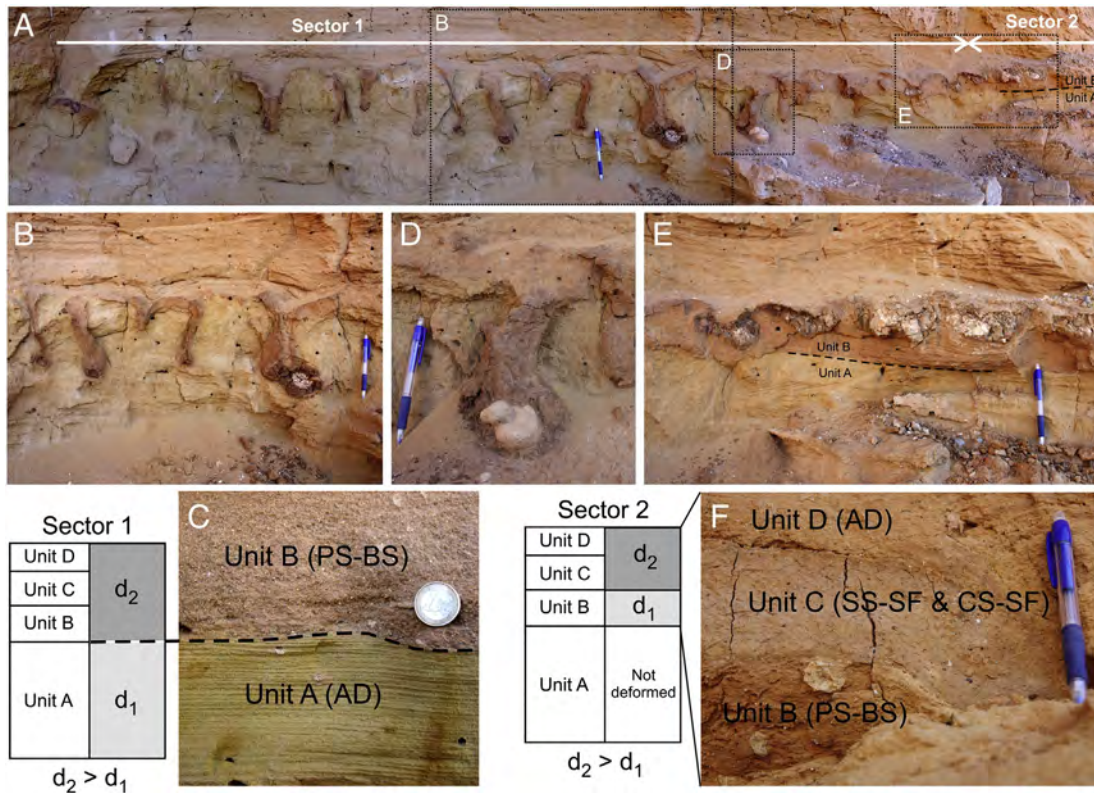 A
Sector 1
B
Sector 2
D
E
Unit B
Unit A
B
D
E
Unit B
Unit A
Sector 1
Unit D
Unit C
Unit B
Unit A
d2
d1
d2 > d1
C
Unit B (PS-BS)
Unit A (AD)
Sector 2
Unit D
Unit C
Unit B
Unit A
d2
d1
Not
deformed
d2 > d1
F
Unit D (AD)
Unit C (SS-SF & CS-SF)
Unit B (PS-BS)